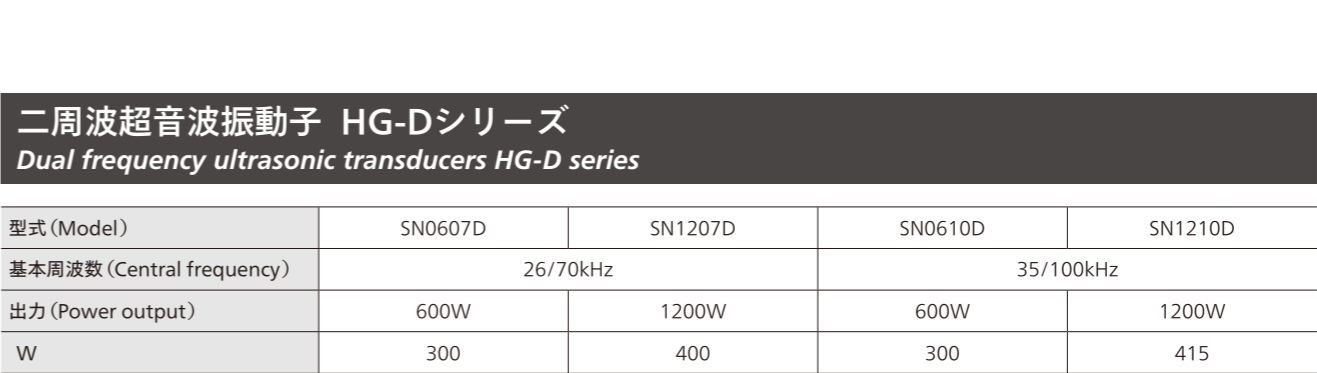 二周波超音波振動子 HG-Dシリーズ
Dual frequency ultrasonic transducers HG-D series
型式（Model） SN0607D SN1207D SN0610D SN1210D
基本周波数（Central frequency） 26/70kHz 35/100kHz
出力（Power output） 600W 1200W 600W 1200W
W 300 400 300 415